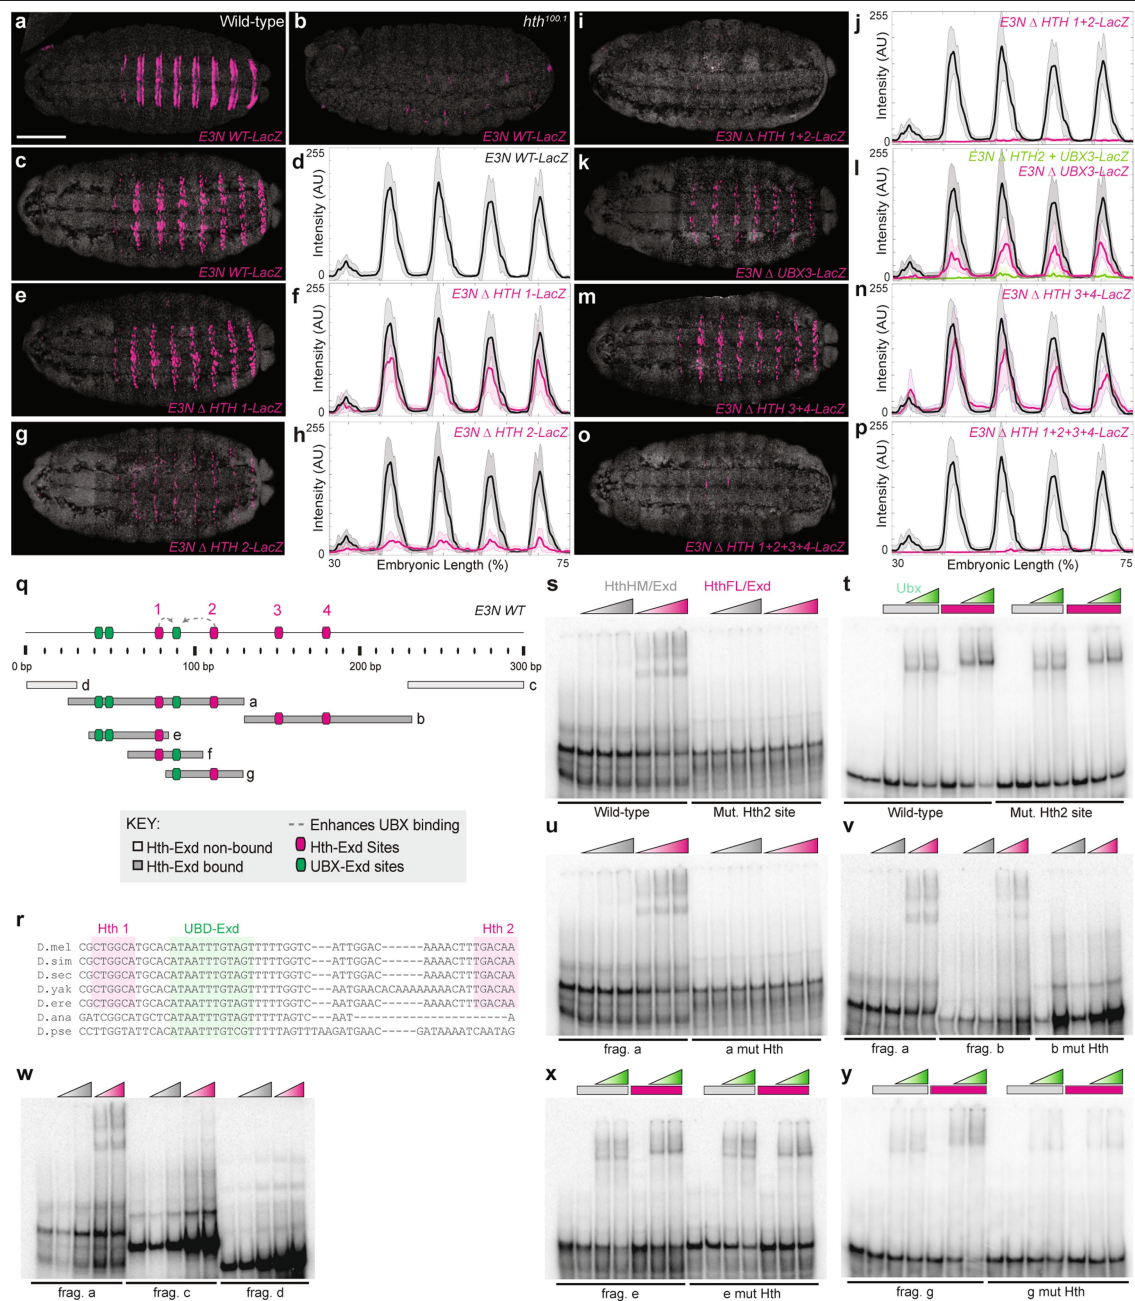 a
Wild-type
E3N WT-LacZ
b
hth100.1
E3N WT-LacZ
i
E3N Δ HTH 1+2-LacZ
j
E3N Δ HTH 1+2-LacZ
255
Intensity (AU)
0
c
E3N WT-LacZ
d
E3N WT-LacZ
255
Intensity (AU)
0
k
E3N Δ UBX3-LacZ
l
E3N Δ HTH2 + UBX3-LacZ
E3N Δ UBX3-LacZ
255
Intensity (AU)
0
e
E3N Δ HTH 1-LacZ
f
E3N Δ HTH 1-LacZ
255
Intensity (AU)
0
m
E3N Δ HTH 3+4-LacZ
n
E3N Δ HTH 3+4-LacZ
255
Intensity (AU)
0
g
E3N Δ HTH 2-LacZ
h
E3N Δ HTH 2-LacZ
255
Intensity (AU)
0
30
75
o
E3N Δ HTH 1+2+3+4-LacZ
p
E3N Δ HTH 1+2+3+4-LacZ
255
Intensity (AU)
0
30
75
Embryonic Length (%)
Embryonic Length (%)
q
1 2 3 4
E3N WT
0 bp 100 bp 200 bp 300 bp
d
c
a
b
e
f
g
KEY:
Enhances UBX binding
Hth-Exd non-bound
Hth-Exd Sites
Hth-Exd bound
UBX-Exd sites
r
Hth 1 UBD-Exd Hth 2
D.mel CGCTGGCATGCACATAATTTGTAGTTTTTGGTC---ATTGGAC------AAAACTTTGACAA
D.sim CGCTGGCATGCACATAATTTGTAGTTTTTGGTC---AATGGAC------AAAACTTTGACAA
D.sec CGCTGGCATGCACATAATTTGTAGTTTTTGGTC---AATGGAC------AAAACTTTGACAA
D.yak CGCTGGCATGCACATAATTTGTAGTTTTTGGTC---AATGAACACAAAAAAAACATTGACAA
D.ere CGCTGGCATGCACATAATTTGTAGTTTTTGGTC---AATGAAC------AAAACTTTGACAA
D.ana GATCGGCATGCTCATAATTTGTAGTTTTTAGTC---AAT-----------------------A
D.pse CCTTGGTATTCACATAATTTGTCGTTTTTAGTTTAAGATGAAC------GATAAAATCAATAG
s
HthHM/Exd HthFL/Exd
Wild-type Mut. Hth2 site
t
Ubx
Wild-type Mut. Hth2 site
u
frag. a a mut Hth
v
frag. a frag. b b mut Hth
w
frag. a frag. c frag. d
x
frag. e e mut Hth
y
frag. g g mut Hth